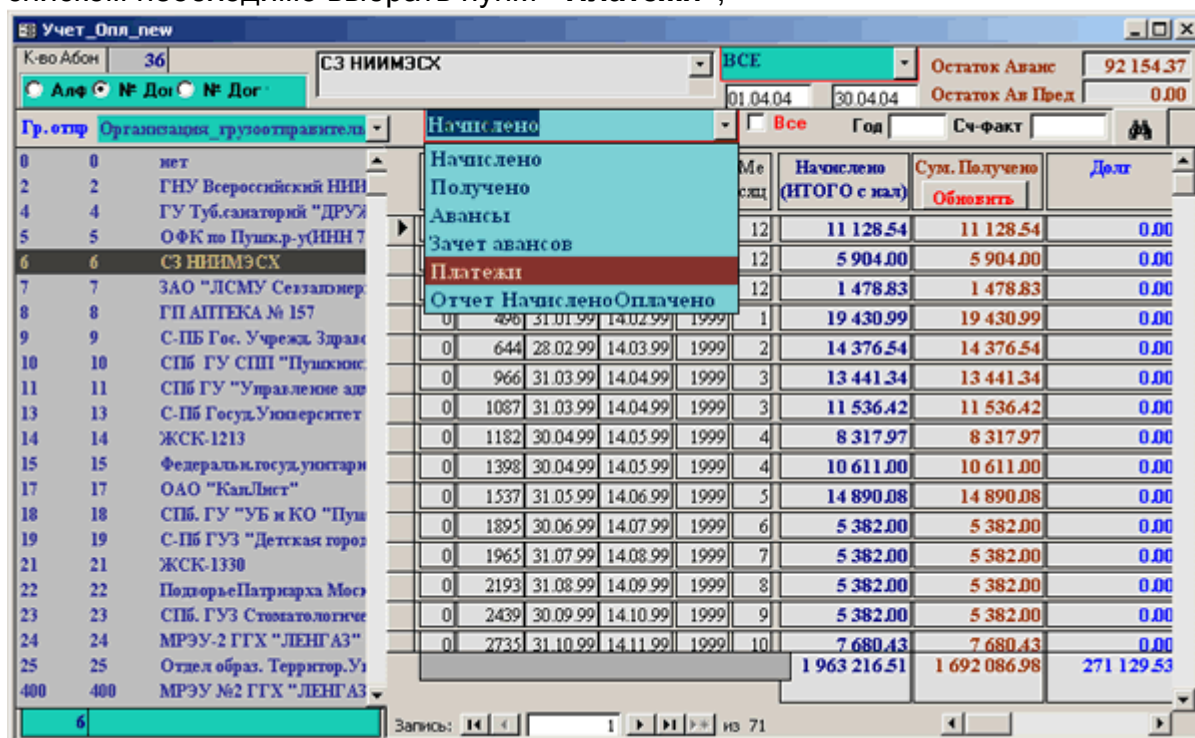 списком необходимо выбрать пункт "Платежи",
Учет_Опл_new
К-во Абон 36 СЗ НИИМЭСХ ВСЕ Остаток Аванс 92 154.37
Алф № Дог № Дог 01.04.04 30.04.04 Остаток Ав Пред 0.00
Гр.отпр Организация_грузоотправитель Начислено Все Год Сч-факт
Начислено
Получено
Авансы
Зачет авансов
Платежи
Отчет НачисленоОплачено
Ме сяц Начислено (ИТОГО с нал) Сум. Получено Обновить Долг
0 0 нет
2 2 ГНУ Всероссийский НИИ
4 4 ГУ Туб.санаторий "ДРУЖ
5 5 ОФК по Пушк.р-у(ИНН 7
6 6 СЗ НИИМЭСХ
7 7 ЗАО "ЛСМУ Севзапэнер
8 8 ГП АПТЕКА № 157
9 9 С-ПБ Гос. Учрежд. Здраво
10 10 СПб ГУ СПП "Пушкинс
11 11 СПб ГУ "Управление
13 13 С-Пб Госуд.Университет
14 14 ЖСК-1213
15 15 Федеральн.госуд.унитарн
17 17 ОАО "КапЛист"
18 18 СПб. ГУ "УБ и КО "Пуш
19 19 С-Пб ГУЗ "Детская город
21 21 ЖСК-1330
22 22 ПодворьеПатриарха Моск
23 23 СПб. ГУЗ Стоматологиче
24 24 МРЭУ-2 ГГХ "ЛЕНГАЗ"
25 25 Отдел образ. Территор.Уп
400 400 МРЭУ №2 ГГХ "ЛЕНГАЗ
6
12 11 128.54 11 128.54 0.00
12 5 904.00 5 904.00 0.00
12 1 478.83 1 478.83 0.00
0 496 31.01.99 14.02.99 1999 1 19 430.99 19 430.99 0.00
0 644 28.02.99 14.03.99 1999 2 14 376.54 14 376.54 0.00
0 966 31.03.99 14.04.99 1999 3 13 441.34 13 441.34 0.00
0 1087 31.03.99 14.04.99 1999 3 11 536.42 11 536.42 0.00
0 1182 30.04.99 14.05.99 1999 4 8 317.97 8 317.97 0.00
0 1398 30.04.99 14.05.99 1999 4 10 611.00 10 611.00 0.00
0 1537 31.05.99 14.06.99 1999 5 14 890.08 14 890.08 0.00
0 1895 30.06.99 14.07.99 1999 6 5 382.00 5 382.00 0.00
0 1965 31.07.99 14.08.99 1999 7 5 382.00 5 382.00 0.00
0 2193 31.08.99 14.09.99 1999 8 5 382.00 5 382.00 0.00
0 2439 30.09.99 14.10.99 1999 9 5 382.00 5 382.00 0.00
0 2735 31.10.99 14.11.99 1999 10 7 680.43 7 680.43 0.00
1 963 216.51 1 692 086.98 271 129.53
Запись: 1 из 71